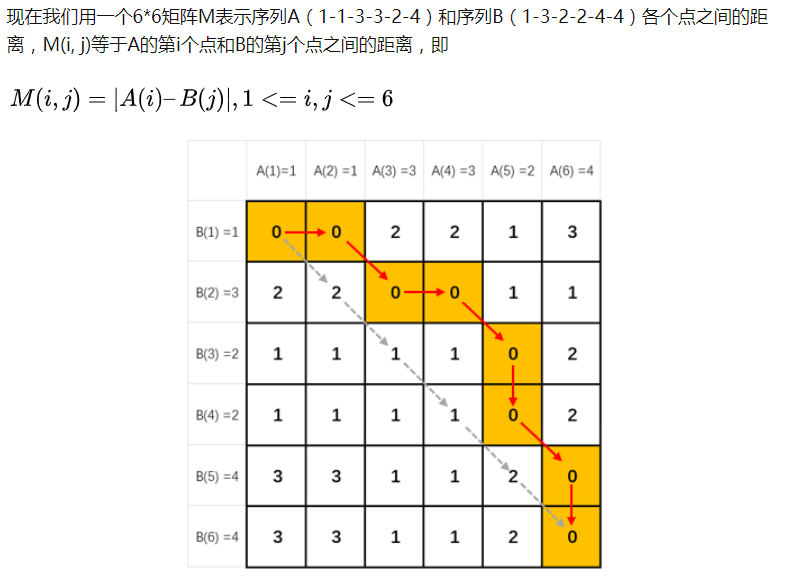 现在我们用一个6*6矩阵M表示序列A（1-1-3-3-2-4）和序列B（1-3-2-2-4-4）各个点之间的距
离，M(i, j)等于A的第i个点和B的第j个点之间的距离，即
M(i, j) = |A(i)– B(j)|, 1 <= i, j <= 6
A(1)=1 A(2) =1 A(3) =3 A(4) =3 A(5) =2 A(6) =4
B(1) =1 0 0 2 2 1 3
B(2) =3 2 2 0 0 1 1
B(3) =2 1 1 1 1 0 2
B(4) =2 1 1 1 1 0 2
B(5) =4 3 3 1 1 2 0
B(6) =4 3 3 1 1 2 0